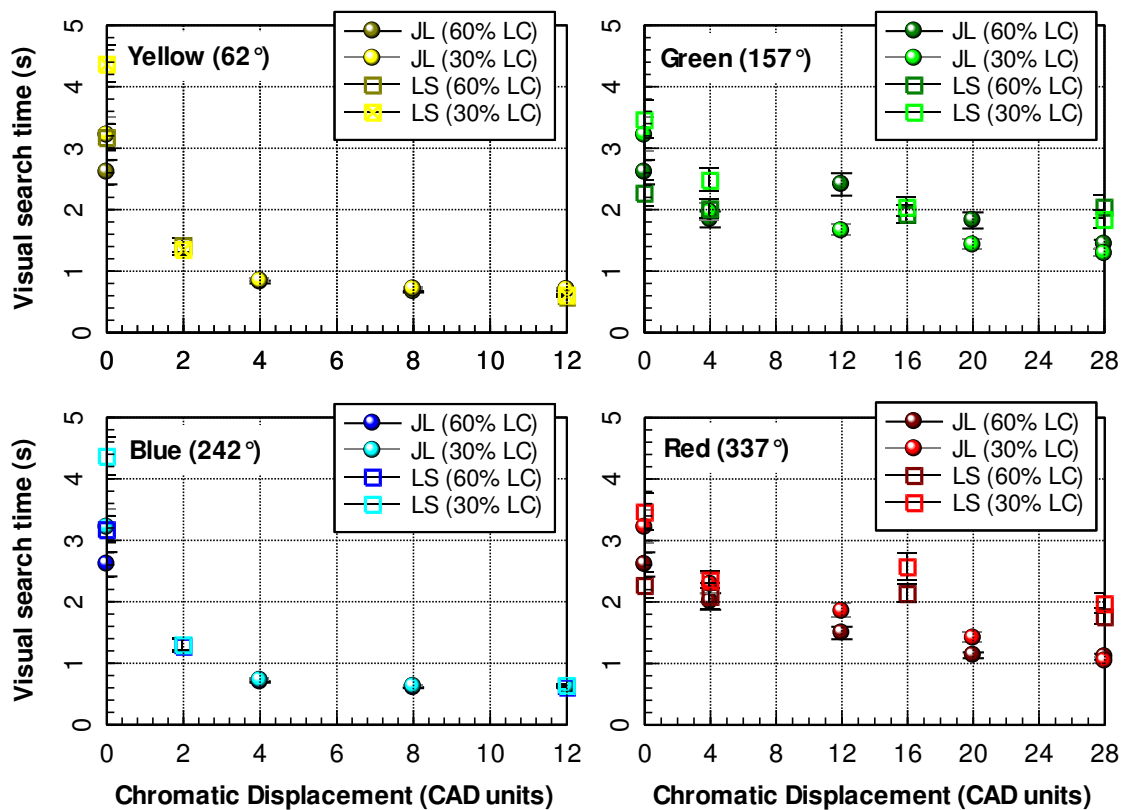 Visual search time (s)
5
4
3
2
1
0
Yellow (62°)
JL (60% LC)
JL (30% LC)
LS (60% LC)
LS (30% LC)
0 2 4 6 8 10 12
5
4
3
2
1
0
Green (157°)
JL (60% LC)
JL (30% LC)
LS (60% LC)
LS (30% LC)
0 4 8 12 16 20 24 28
Visual search time (s)
5
4
3
2
1
0
Blue (242°)
JL (60% LC)
JL (30% LC)
LS (60% LC)
LS (30% LC)
0 2 4 6 8 10 12
Chromatic Displacement (CAD units)
5
4
3
2
1
0
Red (337°)
JL (60% LC)
JL (30% LC)
LS (60% LC)
LS (30% LC)
0 4 8 12 16 20 24 28
Chromatic Displacement (CAD units)